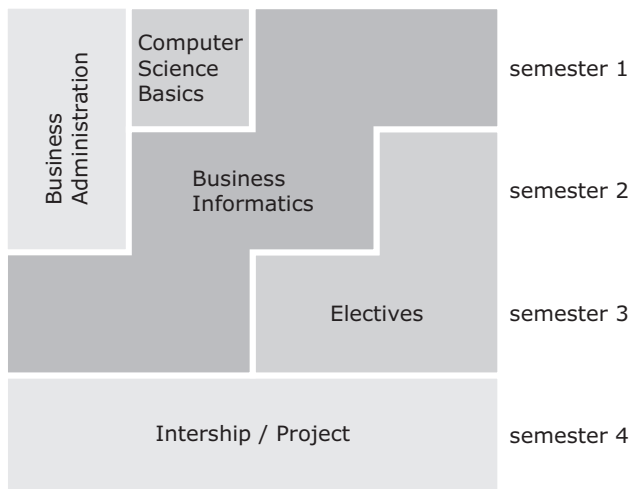 Computer
Science
Basics
semester 1
Business
Administration
Business
Informatics
semester 2
Electives
semester 3
Intership / Project
semester 4